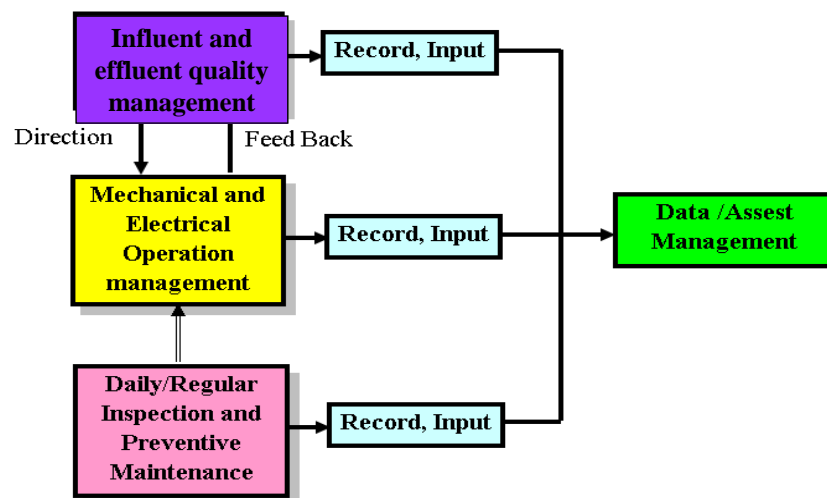 Influent and
effluent quality
management
Record, Input
Direction
Feed Back
Mechanical and
Electrical
Operation
management
Record, Input
Data /Assest
Management
Daily/Regular
Inspection and
Preventive
Maintenance
Record, Input